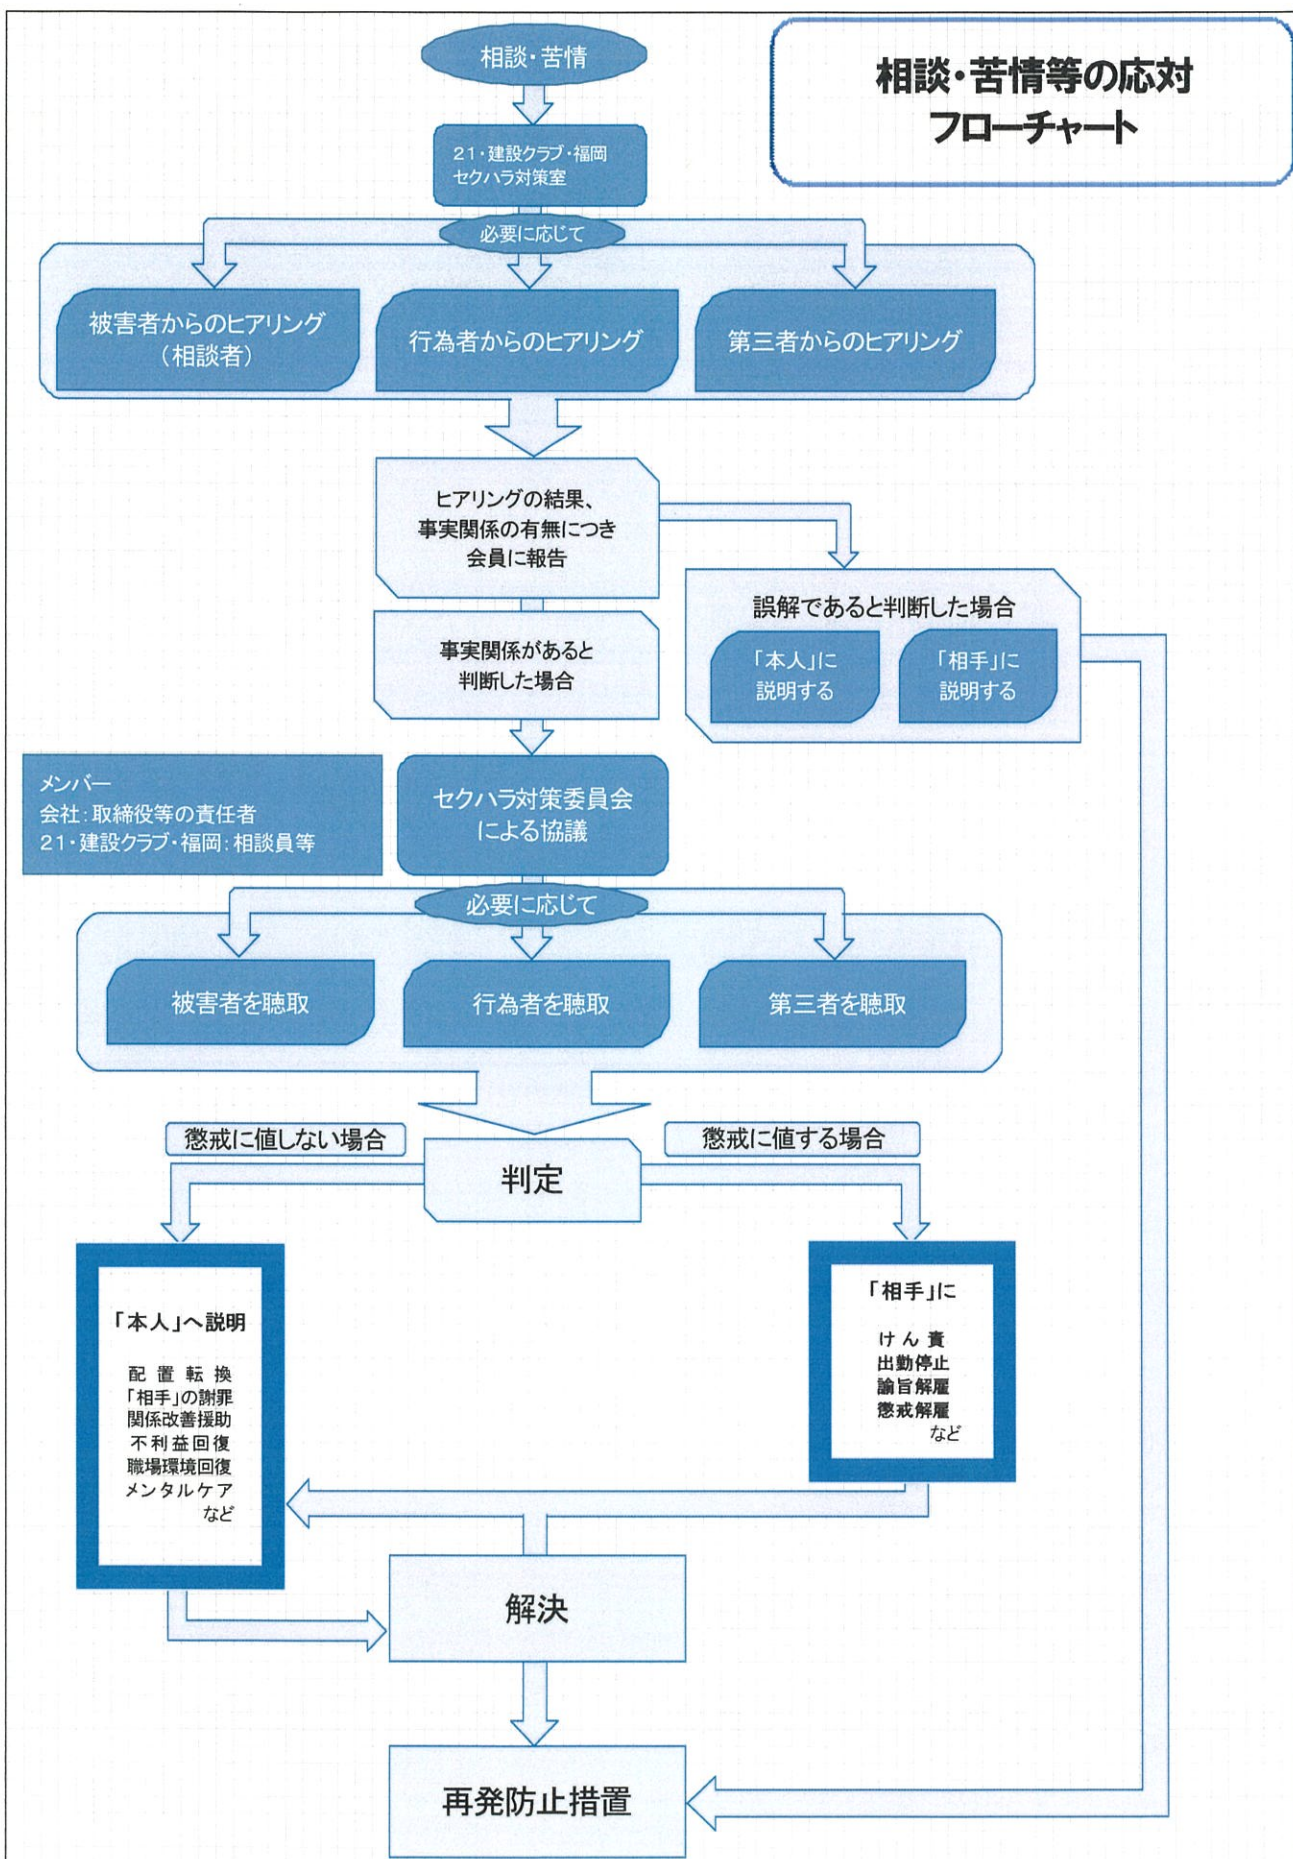 相談・苦情等の応対
フローチャート
相談・苦情
21・建設クラブ・福岡
セクハラ対策室
必要に応じて
被害者からのヒアリング
(相談者)
行為者からのヒアリング
第三者からのヒアリング
ヒアリングの結果、
事実関係の有無につき
会員に報告
誤解であると判断した場合
「本人」に
説明する
「相手」に
説明する
事実関係があると
判断した場合
メンバー
会社:取締役等の責任者
21・建設クラブ・福岡:相談員等
セクハラ対策委員会
による協議
必要に応じて
被害者を聴取
行為者を聴取
第三者を聴取
懲戒に値しない場合
懲戒に値する場合
判定
「本人」へ説明
配置転換
「相手」の謝罪
関係改善援助
不利益回復
職場環境回復
メンタルケア
など
「相手」に
けん責
出勤停止
諭旨解雇
懲戒解雇
など
解決
再発防止措置